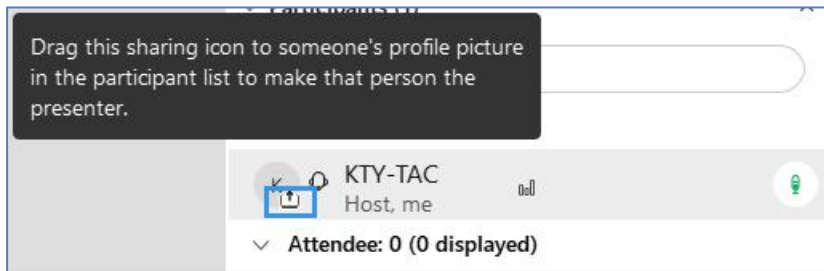 Participants (1)
Drag this sharing icon to someone's profile picture
in the participant list to make that person the
presenter.
K
KTY-TAC
Host, me
Attendee: 0 (0 displayed)